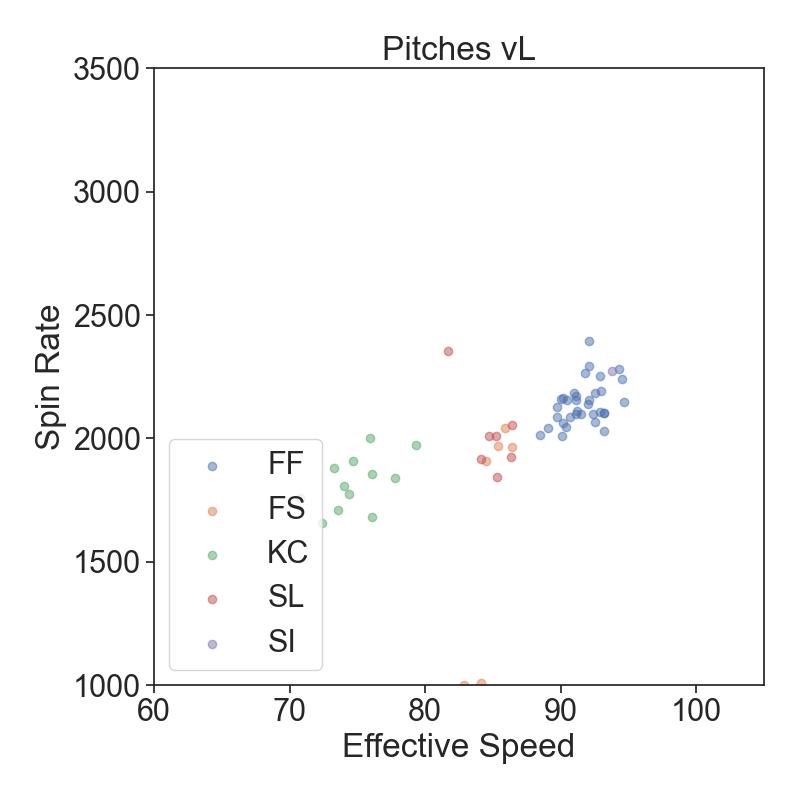 Pitches vL
3500
3000
2500
2000
1500
1000
Spin Rate
FF
FS
KC
SL
SI
60 70 80 90 100
Effective Speed